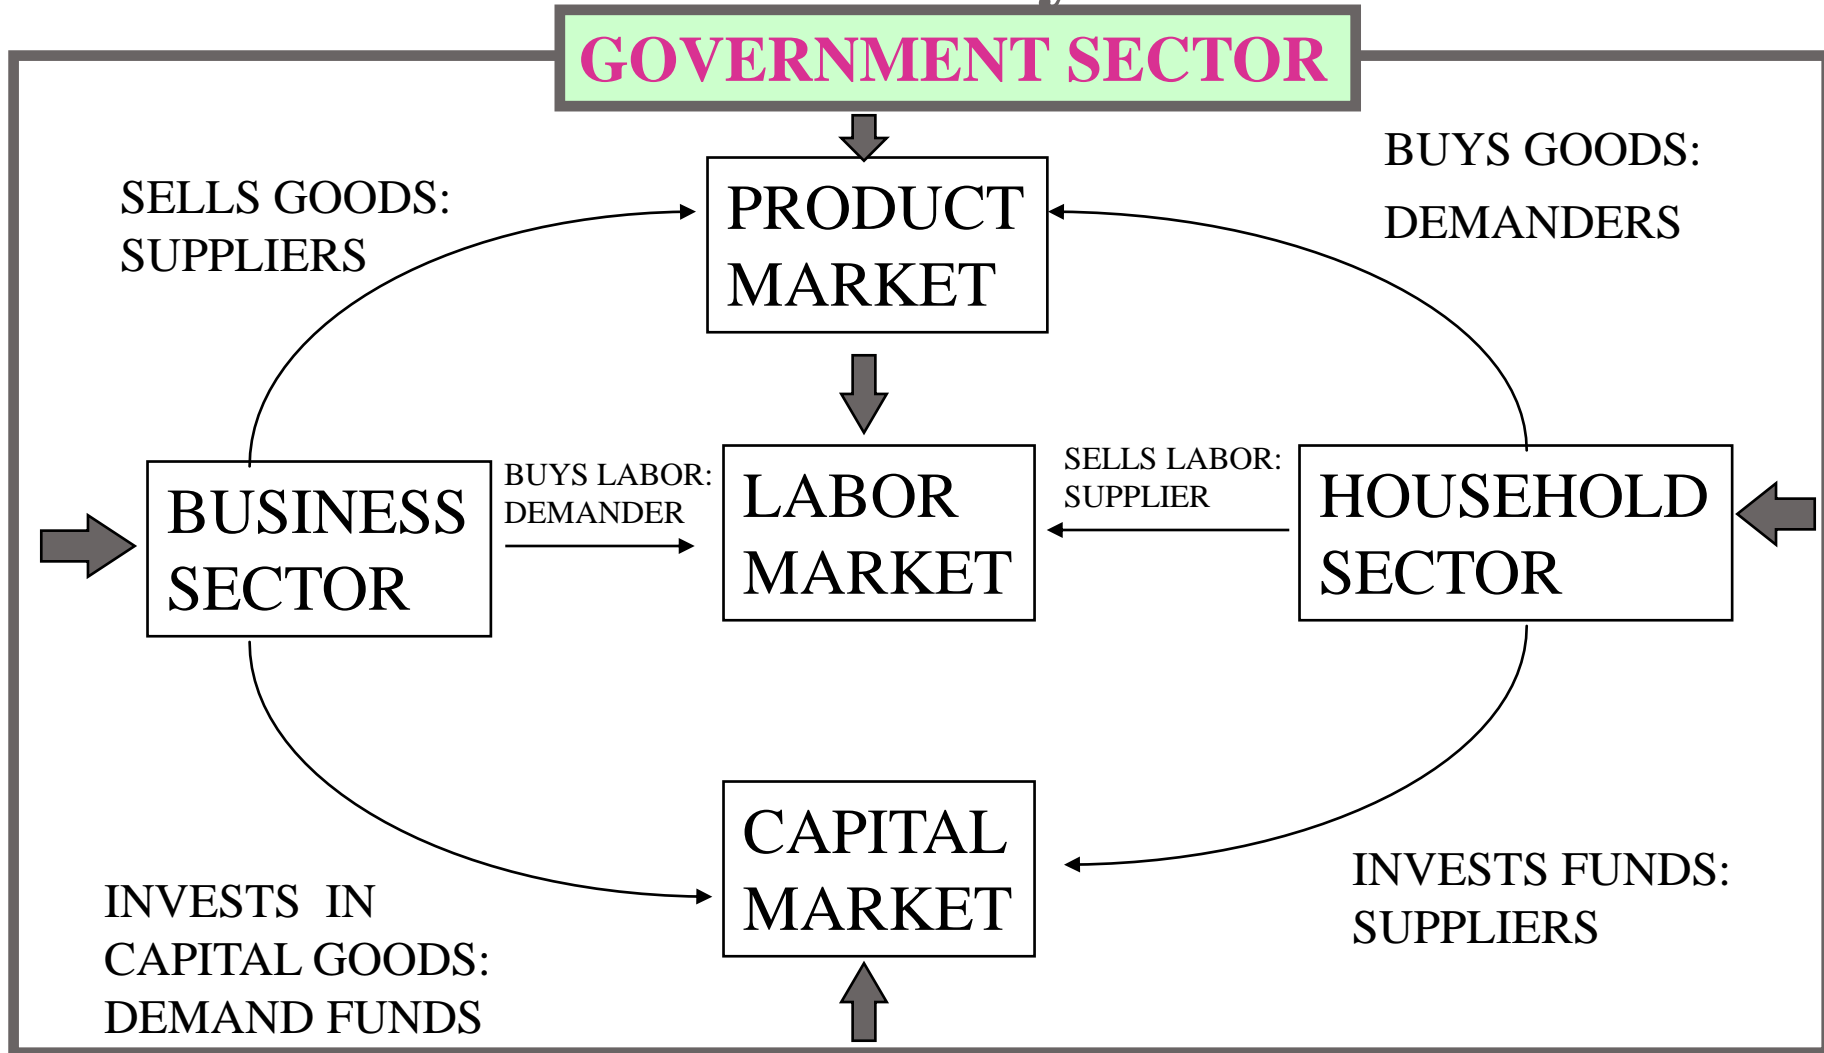 GOVERNMENT SECTOR
SELLS GOODS:
SUPPLIERS
PRODUCT
MARKET
BUYS GOODS:
DEMANDERS
BUSINESS
SECTOR
BUYS LABOR:
DEMANDER
LABOR
MARKET
SELLS LABOR:
SUPPLIER
HOUSEHOLD
SECTOR
INVESTS IN
CAPITAL GOODS:
DEMAND FUNDS
CAPITAL
MARKET
INVESTS FUNDS:
SUPPLIERS